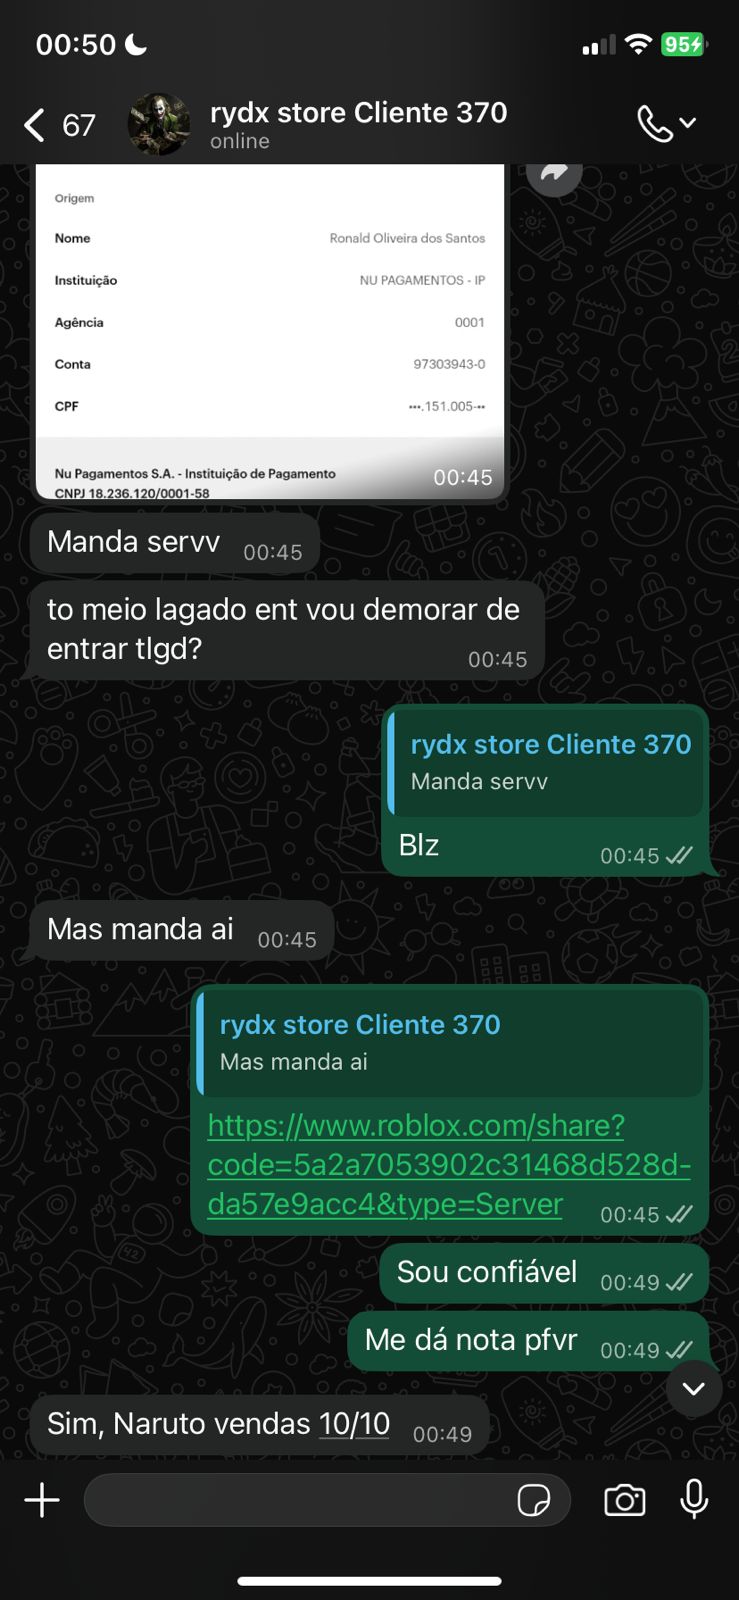 00:50
95
67
rydx store Cliente 370
online
Origem
Nome Ronald Oliveira dos Santos
Instituição NU PAGAMENTOS - IP
Agência 0001
Conta 97303943-0
CPF •••.151.005-••
Nu Pagamentos S.A. - Instituição de Pagamento
CNPJ 18.236.120/0001-58
00:45
Manda servv 00:45
to meio lagado ent vou demorar de
entrar tlgd?
00:45
rydx store Cliente 370
Manda servv
Blz 00:45
Mas manda ai 00:45
rydx store Cliente 370
Mas manda ai
https://www.roblox.com/share?
code=5a2a7053902c31468d528d-
da57e9acc4&type=Server 00:45
Sou confiável 00:49
Me dá nota pfvr 00:49
Sim, Naruto vendas 10/10 00:49